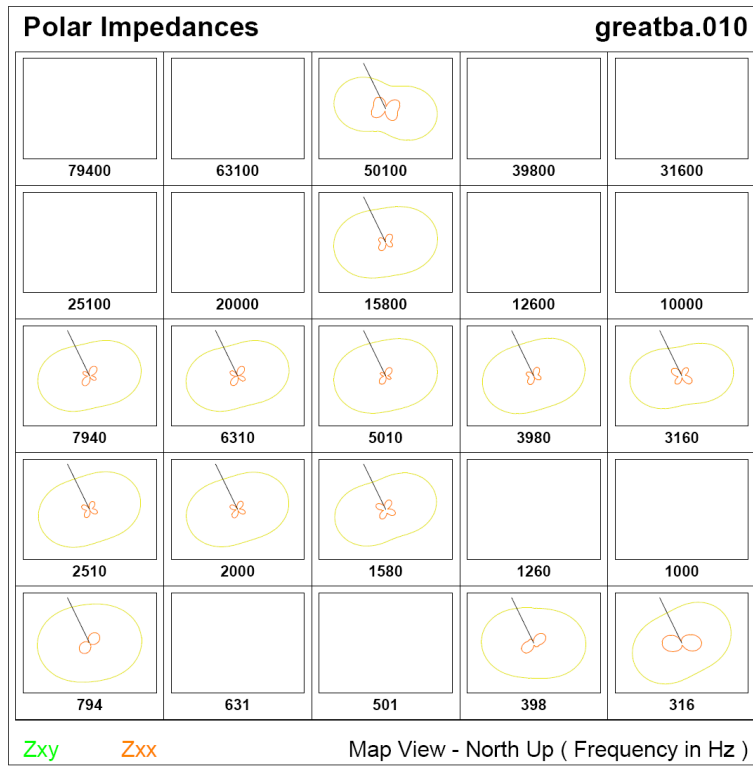 Polar Impedances greatba.010
79400 63100 50100 39800 31600
25100 20000 15800 12600 10000
7940 6310 5010 3980 3160
2510 2000 1580 1260 1000
794 631 501 398 316
Zxy Zxx Map View - North Up ( Frequency in Hz )